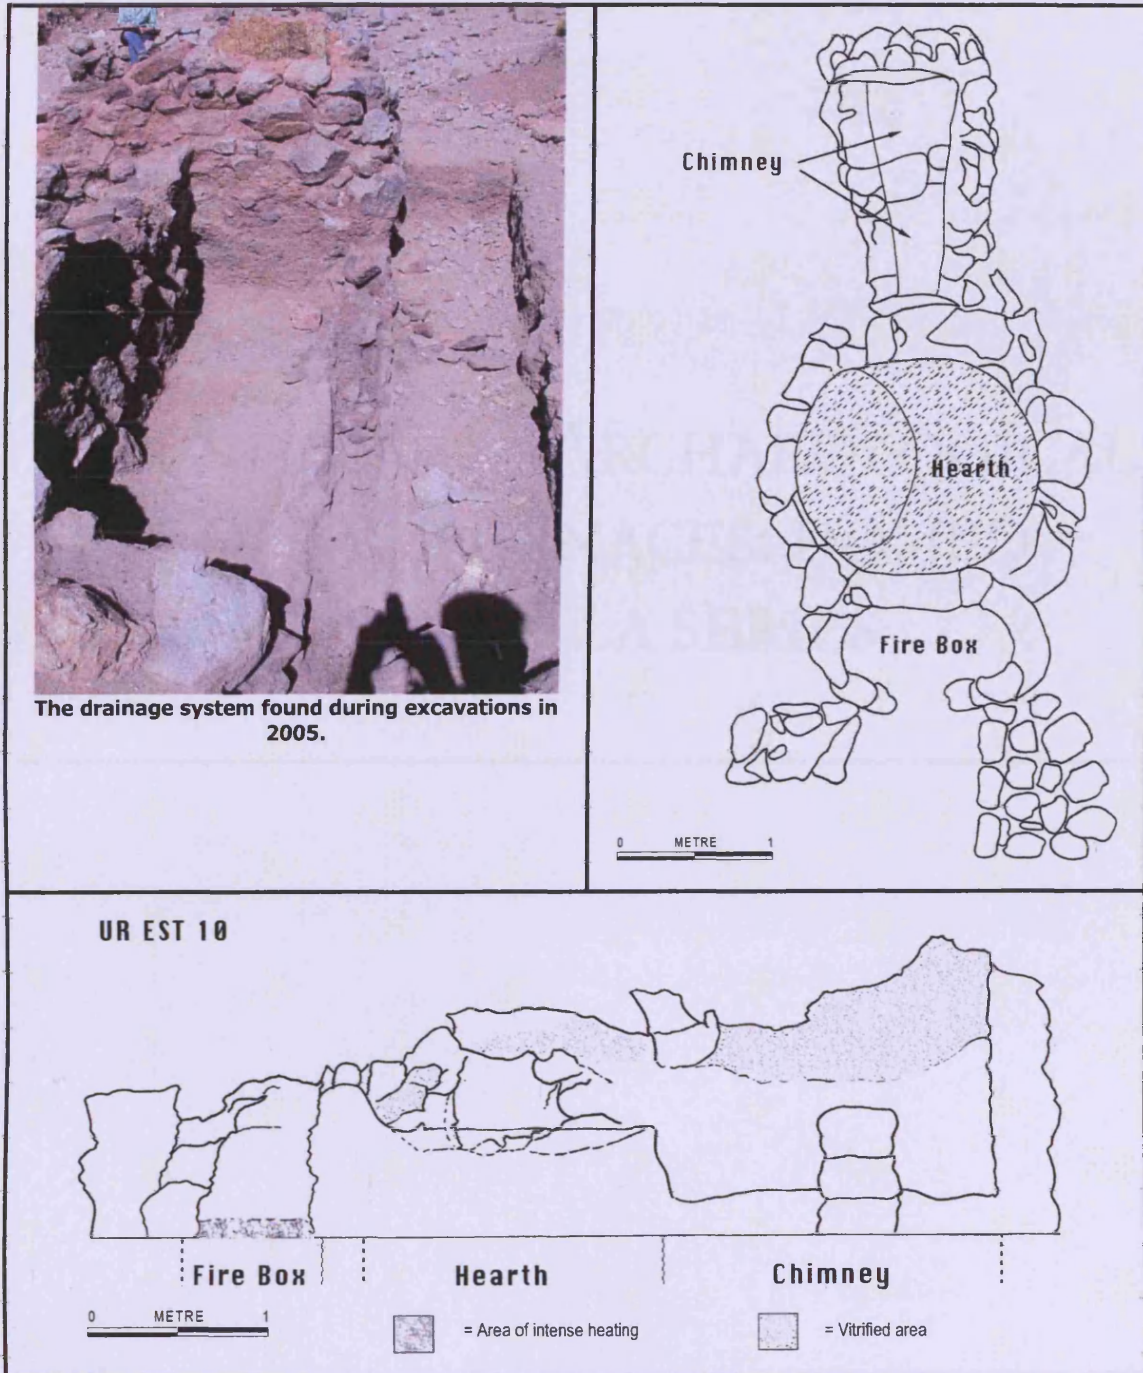 The drainage system found during excavations in
2005.
Chimney
Hearth
Fire Box
0 METRE 1
UR EST 10
Fire Box
Hearth
Chimney
0 METRE 1
= Area of intense heating
= Vitrified area